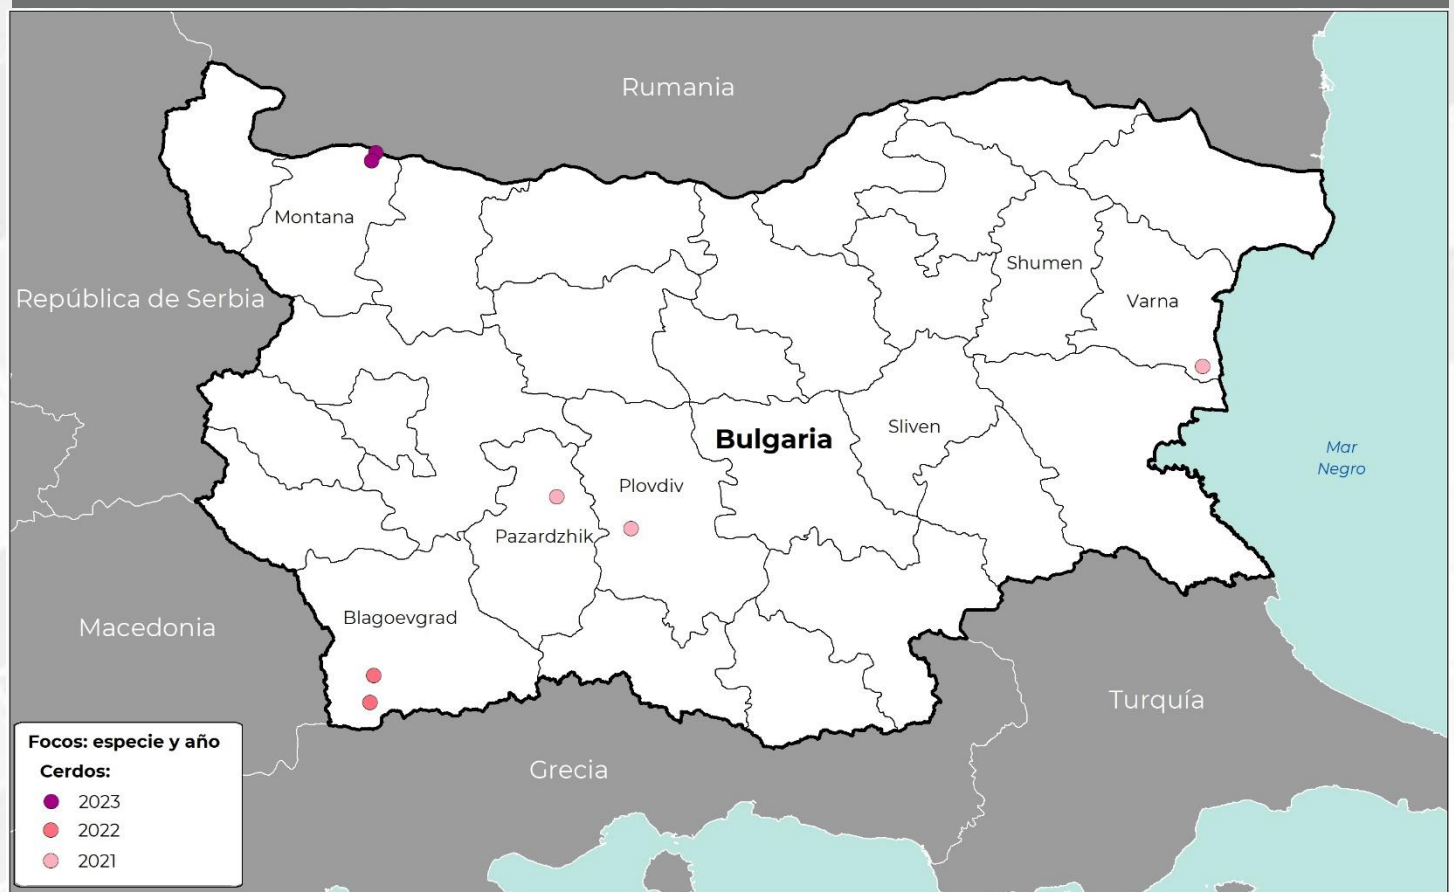 Rumania
Montana
Shumen
República de Serbia
Varna
Sliven
Bulgaria
Mar
Negro
Plovdiv
Pazardzhik
Blagoevgrad
Macedonia
Turquía
Grecia
Focos: especie y año
Cerdos:
2023
2022
2021